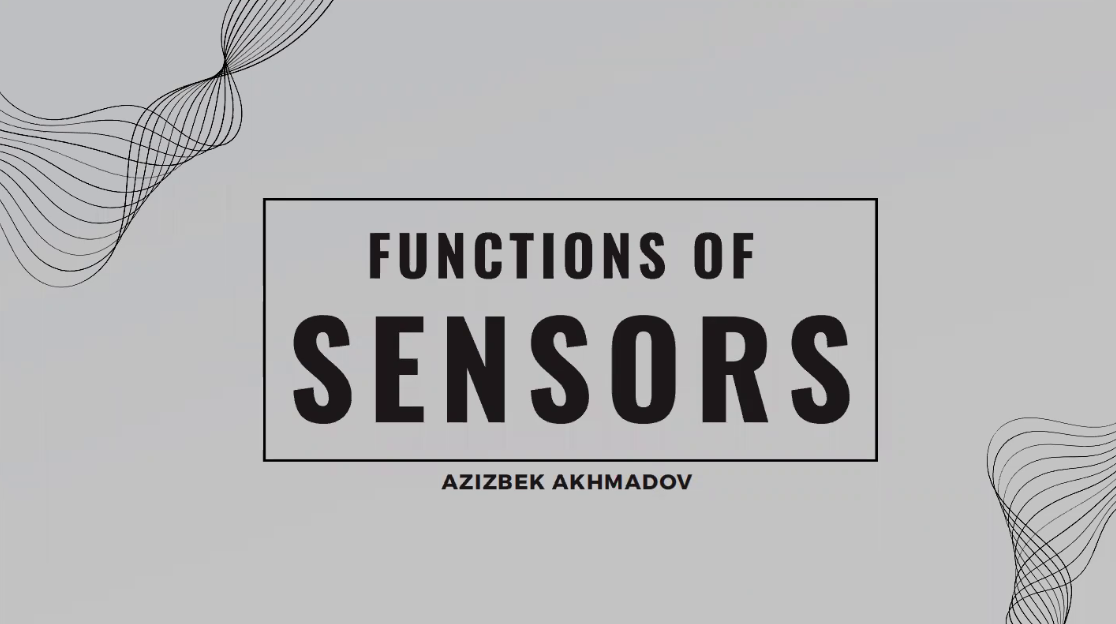 FUNCTIONS OF
SENSORS
AZIZBEK AKHMADOV